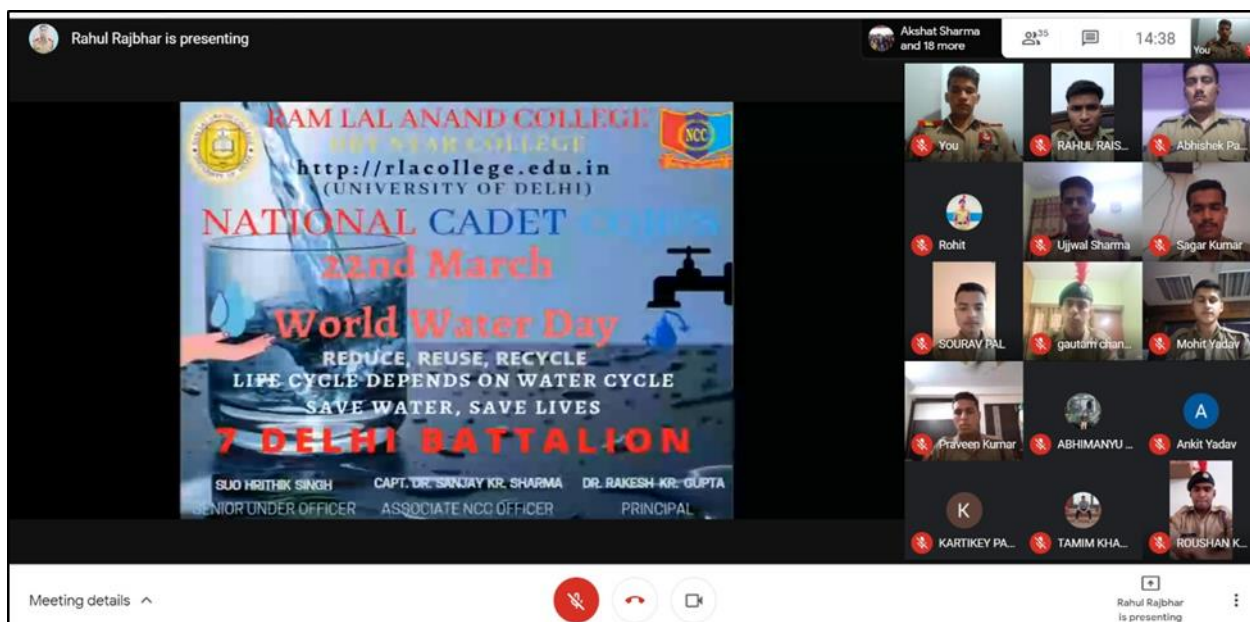 Rahul Rajbhar is presenting
Akshat Sharma
and 18 more
35
14:38
You
RAM LAL ANAND COLLEGE
DBT STAR COLLEGE
http://rlacollege.edu.in
(UNIVERSITY OF DELHI)
NATIONAL CADET CORPS
22nd March
World Water Day
REDUCE, REUSE, RECYCLE
LIFE CYCLE DEPENDS ON WATER CYCLE
SAVE WATER, SAVE LIVES
7 DELHI BATTALION
SUO HRITHIK SINGH CAPT. DR. SANJAY KR. SHARMA DR. RAKESH KR. GUPTA
SENIOR UNDER OFFICER ASSOCIATE NCC OFFICER PRINCIPAL
NCC
You RAHUL RAIS... Abhishek Pa...
Rohit Ujjwal Sharma Sagar Kumar
SOURAV PAL gautam chan... Mohit Yadav
A
Praveen Kumar ABHIMANYU ... Ankit Yadav
K
KARTIKEY PA... TAMIM KHA... ROUSHAN K...
Meeting details
Rahul Rajbhar
is presenting